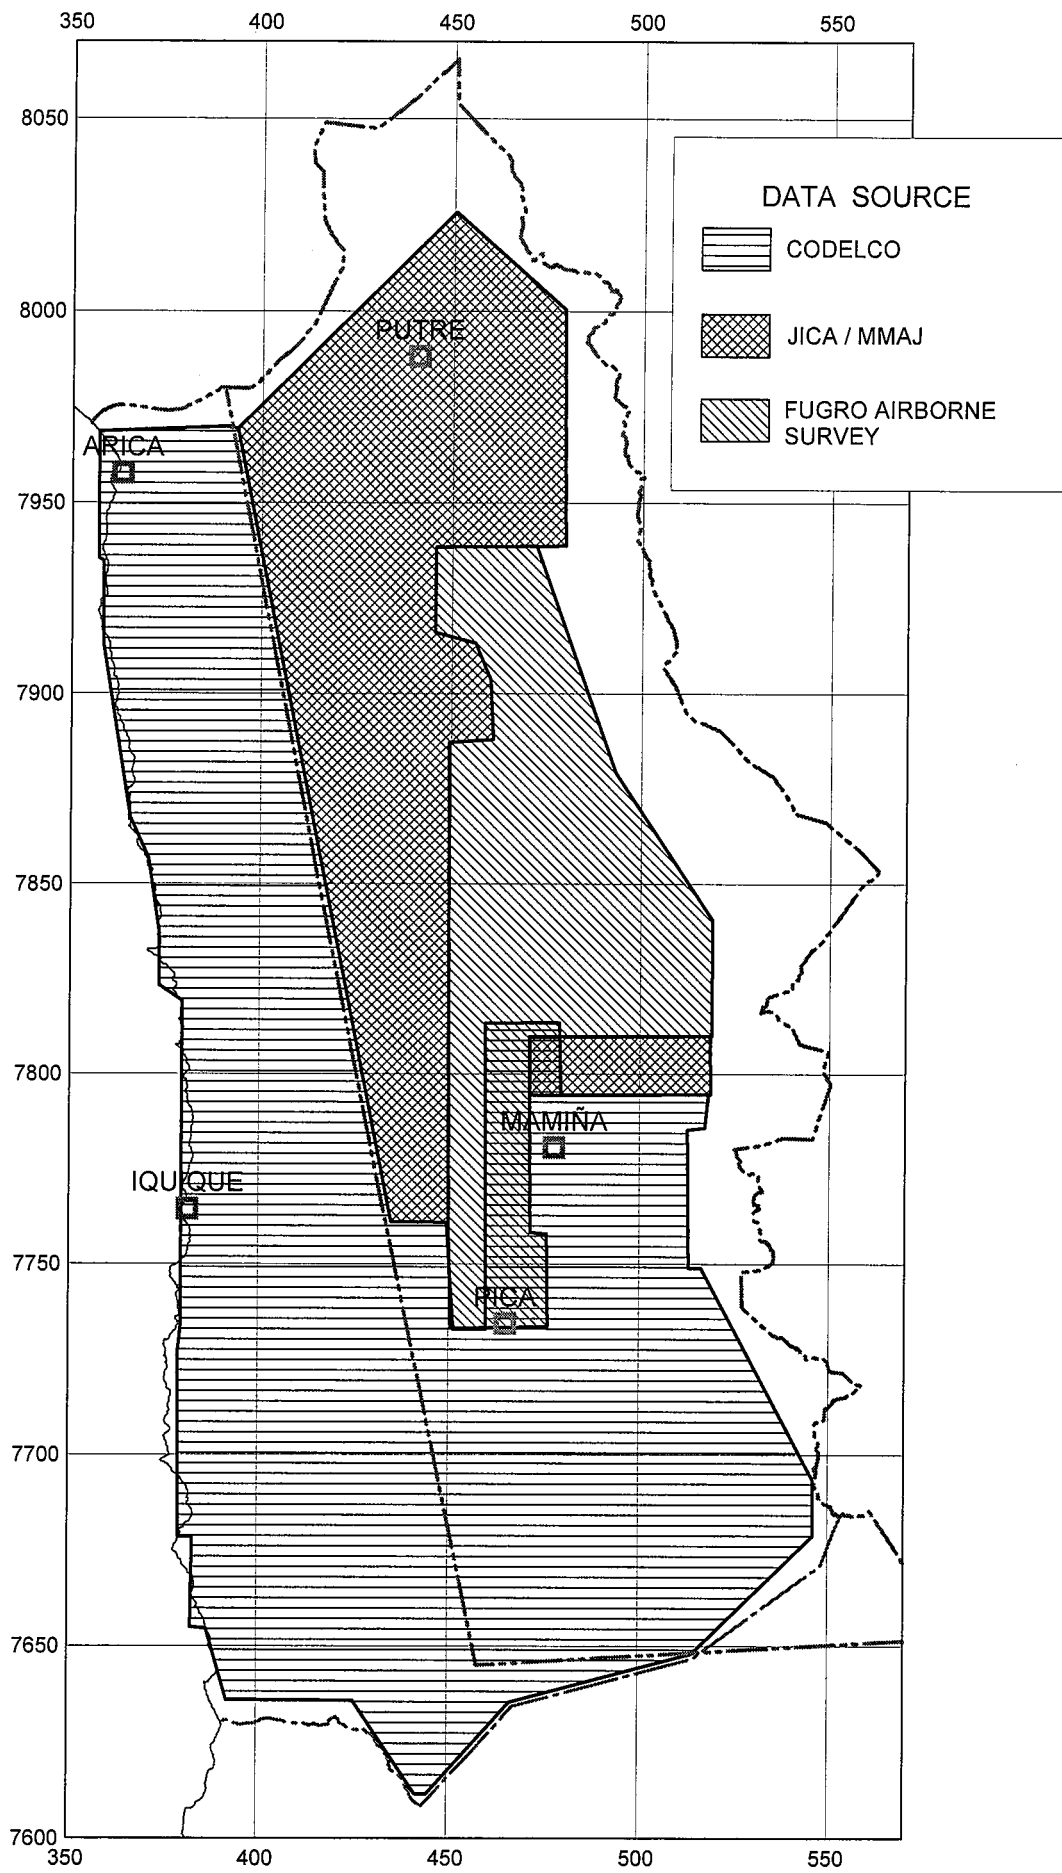 350 400 450 500 550
8050
DATA SOURCE
CODELCO
8000
PUTRE
JICA / MMAJ
FUGRO AIRBORNE
SURVEY
ARICA
7950
7900
7850
7800
MAMIÑA
IQUIQUE
7750
PICA
7700
7650
7600
350 400 450 500 550